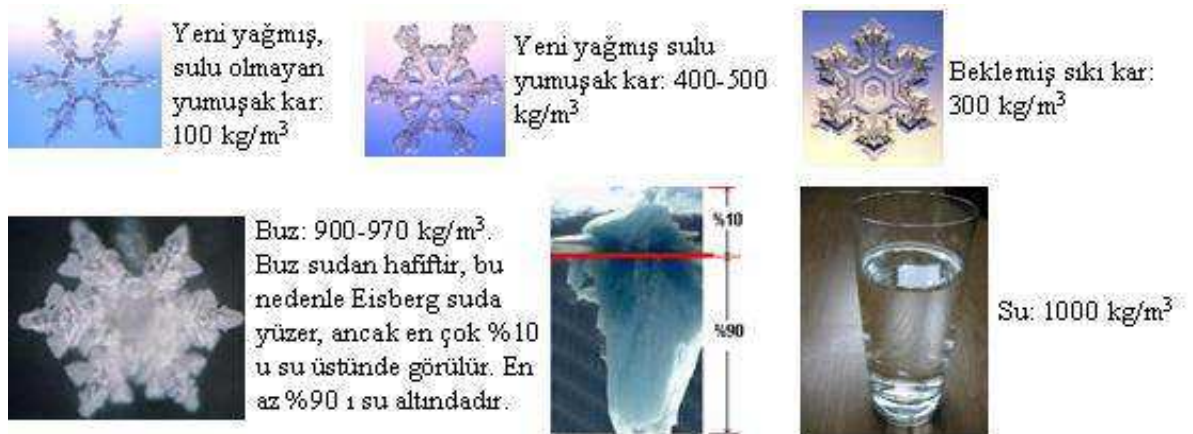 Yeni yağmış,
sulu olmayan
yumuşak kar:
100 kg/m³
Yeni yağmış sulu
yumuşak kar: 400-500
kg/m³
Beklemiş sıkı kar:
300 kg/m³
Buz: 900-970 kg/m³.
Buz sudan hafiftir, bu
nedenle Eisberg suda
yüzer, ancak en çok %10
u su üstünde görülür. En
az %90 ı su altındadır.
%10
%90
Su: 1000 kg/m³